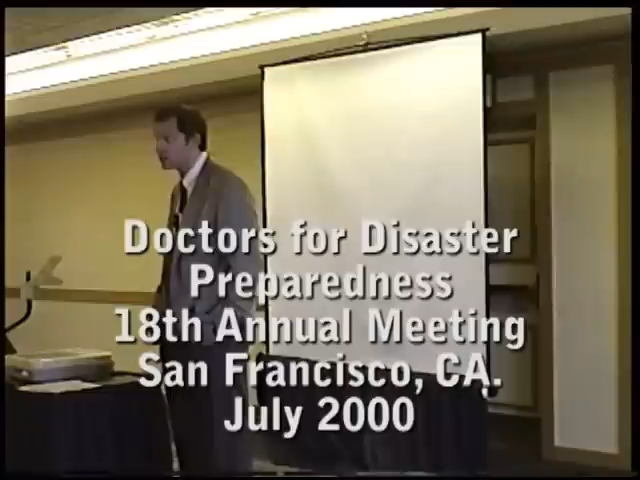 Doctors for Disaster
Preparedness
18th Annual Meeting
San Francisco, CA.
July 2000